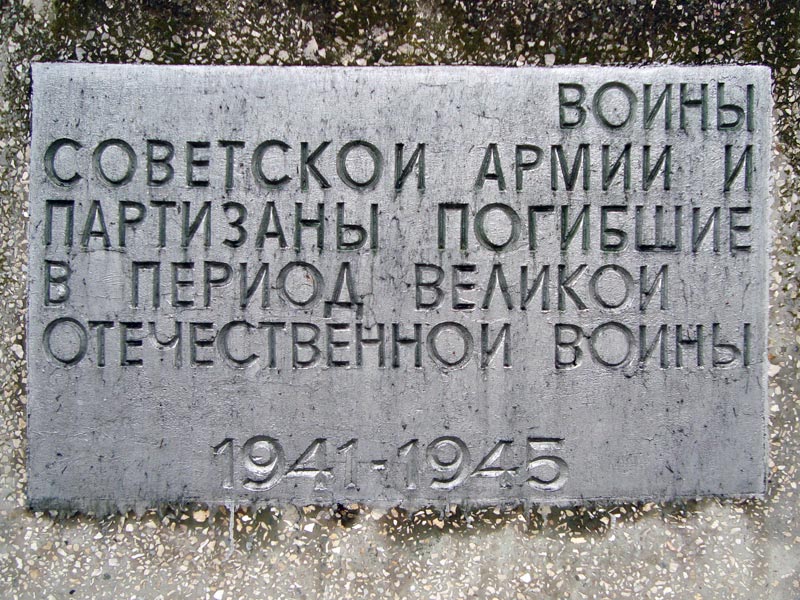 ВОИНЫ
СОВЕТСКОИ АРМИИ И
ПАРТИЗАНЫ ПОГИБШИЕ
В ПЕРИОД ВЕЛИКОИ
ОТЕЧЕСТВЕННОИ ВОИНЫ
1941-1945